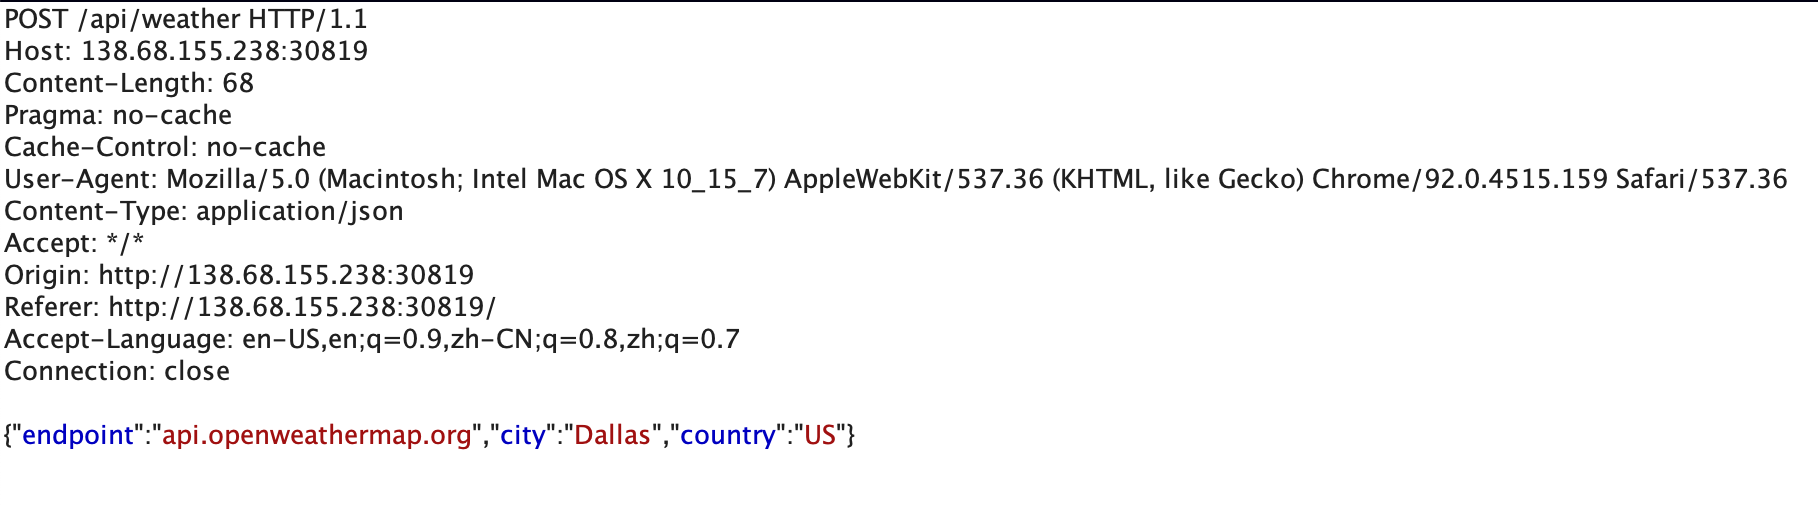 POST /api/weather HTTP/1.1
Host: 138.68.155.238:30819
Content-Length: 68
Pragma: no-cache
Cache-Control: no-cache
User-Agent: Mozilla/5.0 (Macintosh; Intel Mac OS X 10_15_7) AppleWebKit/537.36 (KHTML, like Gecko) Chrome/92.0.4515.159 Safari/537.36
Content-Type: application/json
Accept: */*
Origin: http://138.68.155.238:30819
Referer: http://138.68.155.238:30819/
Accept-Language: en-US,en;q=0.9,zh-CN;q=0.8,zh;q=0.7
Connection: close
{"endpoint":"api.openweathermap.org","city":"Dallas","country":"US"}